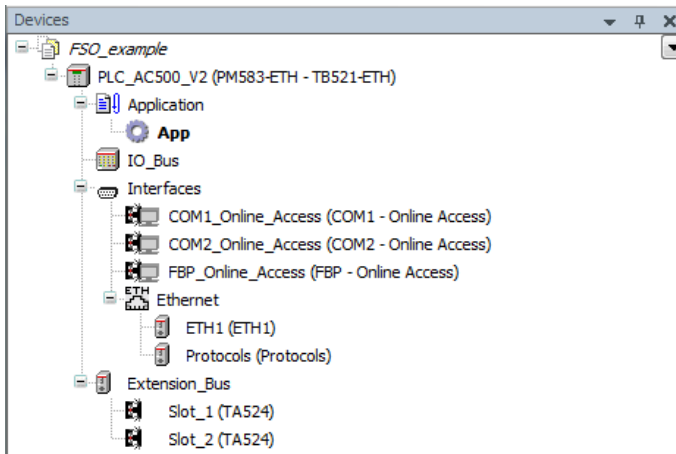 Devices
FSO_example
PLC_AC500_V2 (PM583-ETH - TB521-ETH)
Application
App
IO_Bus
Interfaces
COM1_Online_Access (COM1 - Online Access)
COM2_Online_Access (COM2 - Online Access)
FBP_Online_Access (FBP - Online Access)
ETH Ethernet
ETH1 (ETH1)
Protocols (Protocols)
Extension_Bus
Slot_1 (TA524)
Slot_2 (TA524)